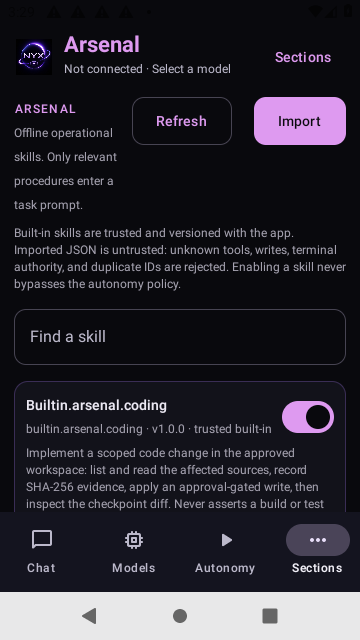 NYX
Arsenal
Not connected · Select a model
Sections
ARSENAL
Offline operational
skills. Only relevant
procedures enter a
task prompt.
Refresh
Import
Built-in skills are trusted and versioned with the app.
Imported JSON is untrusted: unknown tools, writes, terminal
authority, and duplicate IDs are rejected. Enabling a skill never
bypasses the autonomy policy.
Find a skill
Builtin.arsenal.coding
builtin.arsenal.coding · v1.0.0 · trusted built-in
Implement a scoped code change in the approved
workspace: list and read the affected sources, record
SHA-256 evidence, apply an approval-gated write, then
inspect the checkpoint diff. Never asserts a build or test
Chat
Models
Autonomy
Sections